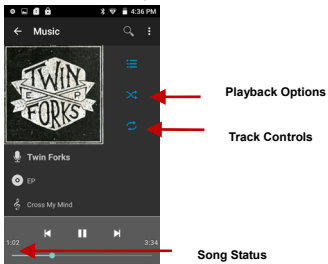 4:36 PM
Music
TWIN
E P
FORKS
Playback Options
Track Controls
Twin Forks
EP
Cross My Mind
1:02
3:34
Song Status